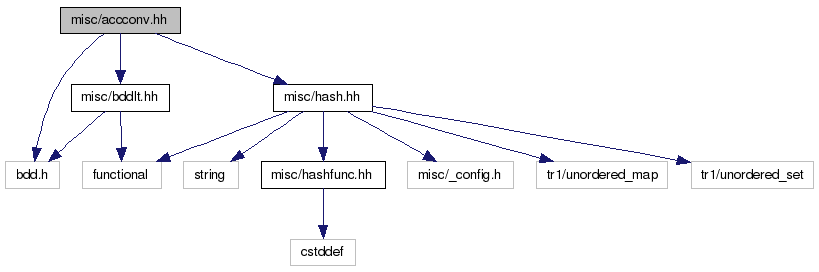 misc/accconv.hh
misc/bddlt.hh
misc/hash.hh
bdd.h
functional
string
misc/hashfunc.hh
misc/_config.h
tr1/unordered_map
tr1/unordered_set
cstddef